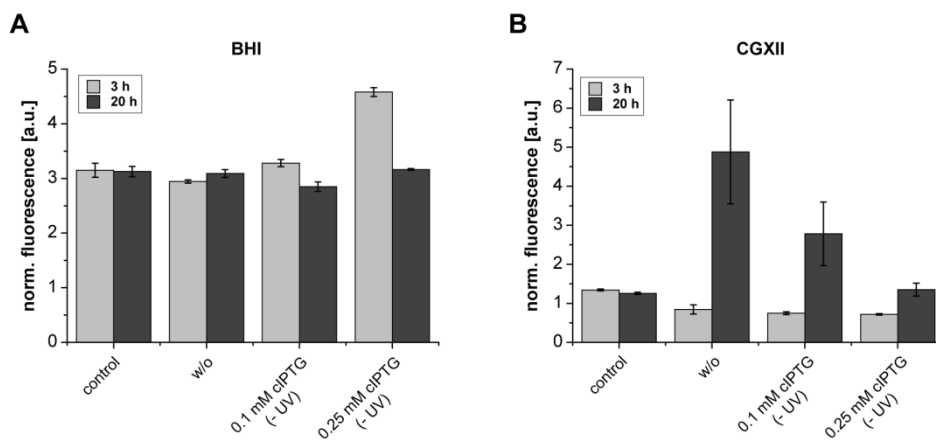 A
BHI
norm. fluorescence [a.u.]
5
4
3
2
1
0
3 h
20 h
control
w/o
0.1 mM cIPTG
(- UV)
0.25 mM cIPTG
(- UV)
B
CGXII
norm. fluorescence [a.u.]
7
6
5
4
3
2
1
0
3 h
20 h
control
w/o
0.1 mM cIPTG
(- UV)
0.25 mM cIPTG
(- UV)